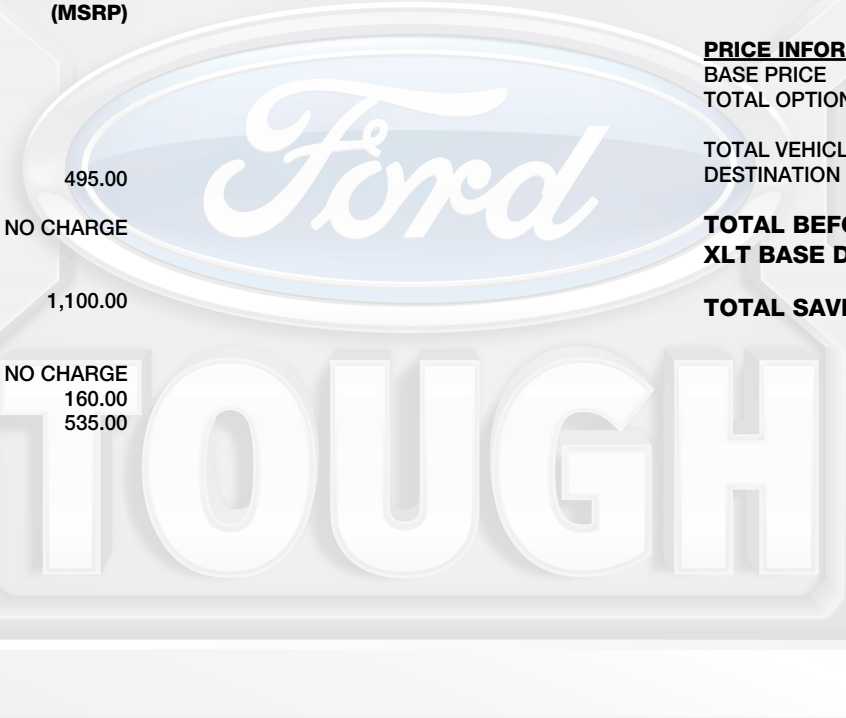 (MSRP)
495.00
NO CHARGE
1,100.00
NO CHARGE
160.00
535.00
PRICE INFOR
BASE PRICE
TOTAL OPTION
TOTAL VEHICL
DESTINATION
TOTAL BEFO
XLT BASE D
TOTAL SAVI
Ford
TOUGH